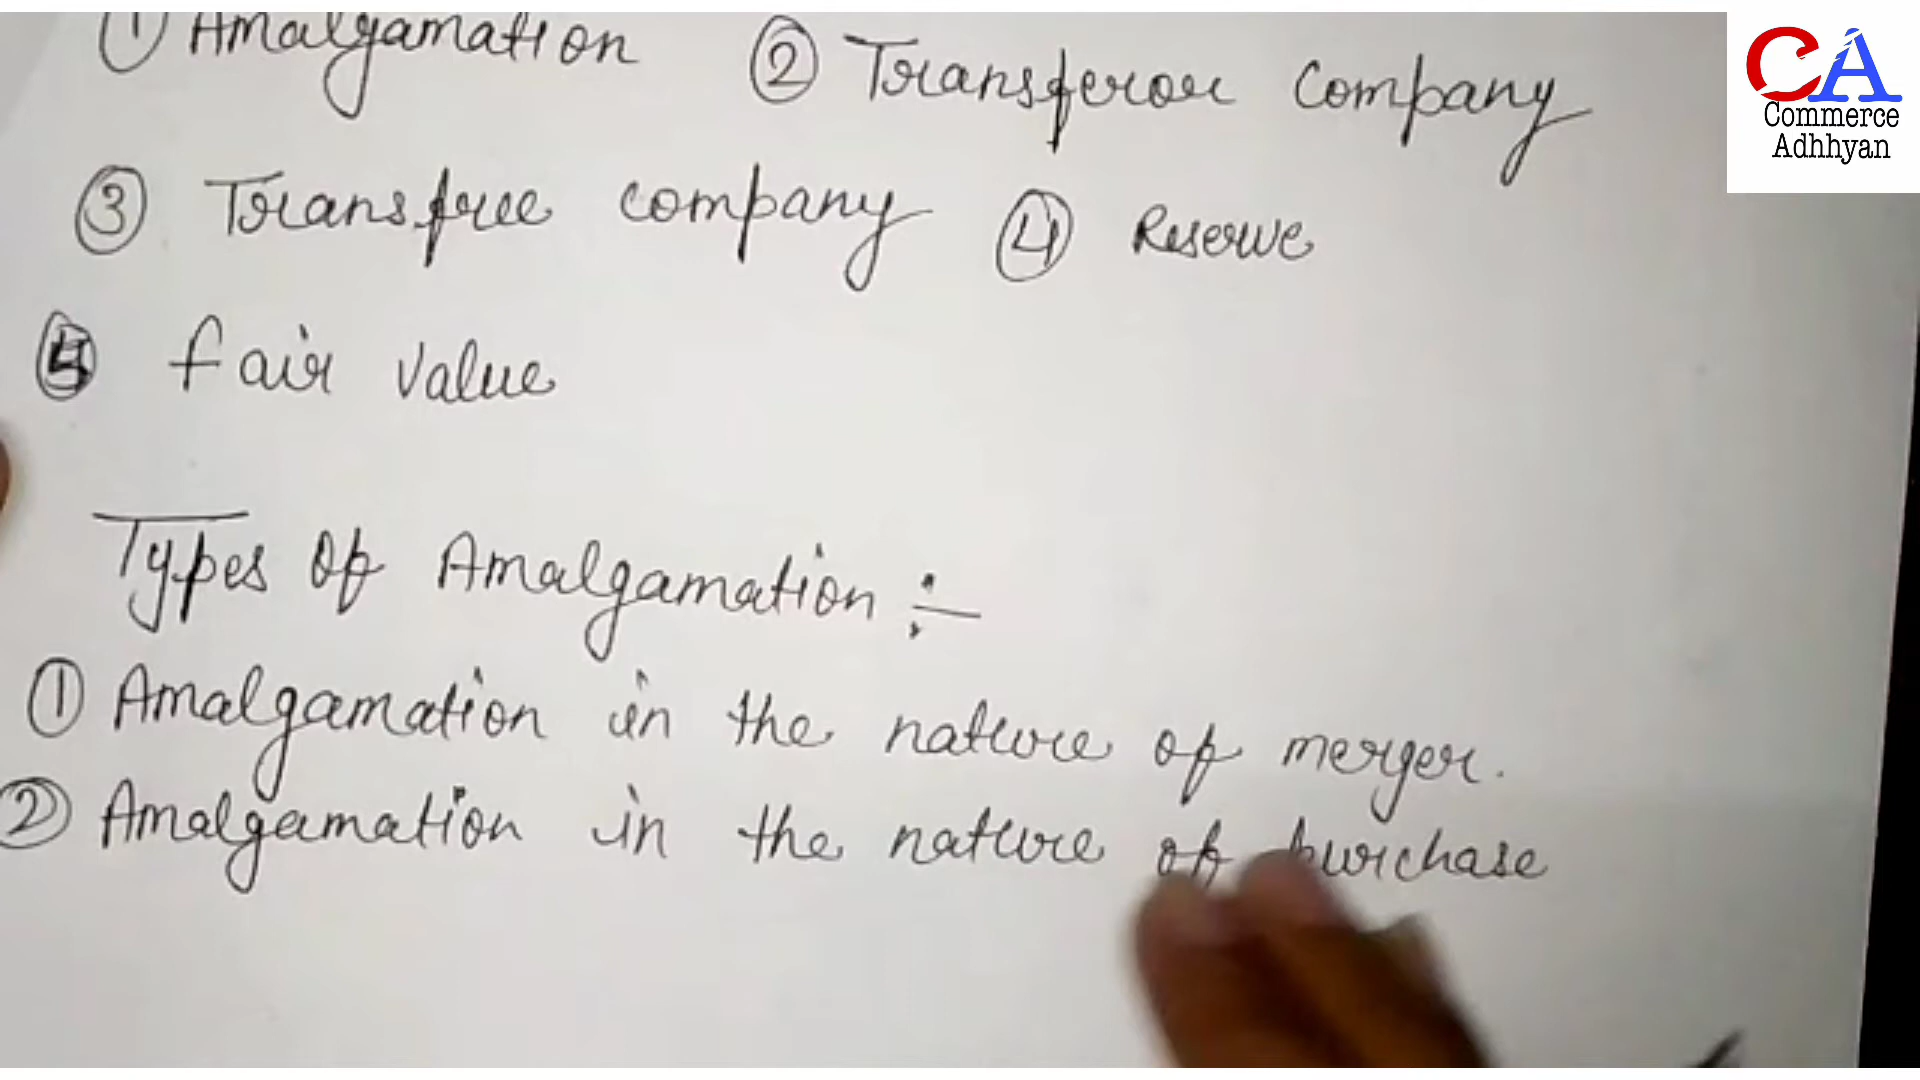 ① Amalgamation ② Transferor Company
③ Transfree company ④ Reserve
⑤ fair value
Types of Amalgamation :-
① Amalgamation in the nature of merger.
② Amalgamation in the nature of purchase
CA
Commerce
Adhhyan